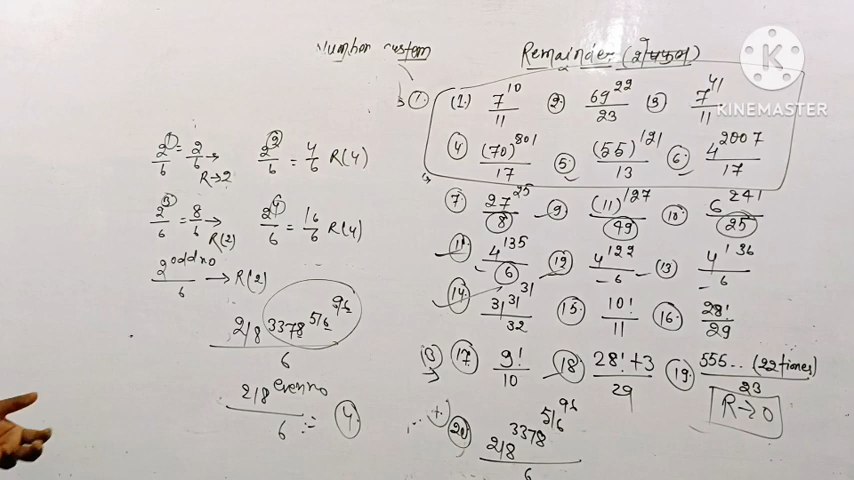 Number system
Remainder (शेषफल)
K
KINEMASTER
1. (1.) 7^10/11 2. 69^22/23 3 7^41/11
4 (70)^801/17 5. (55)^121/13 6. 4^2007/17
7. 27^25/8 9 (11)^127/49 10. 6^241/25
11. 4^135/6 12 4^122/6 13 4^136/6
14 31^31^31/32 15. 10!/11 16. 28!/29
(B) 17. 9!/10 18 28!+3/29 19. 555... (22 times)/23
R→0
20 218^3378^516^96/6
2^1/6 = 2/6 → R→2 2^2/6 = 4/6 R(4)
2^3/6 = 8/6 → R(2) 2^4/6 = 16/6 R(4)
2^odd no/6 → R(2)
218^3378^516^96/6
218^even no/6 = 4